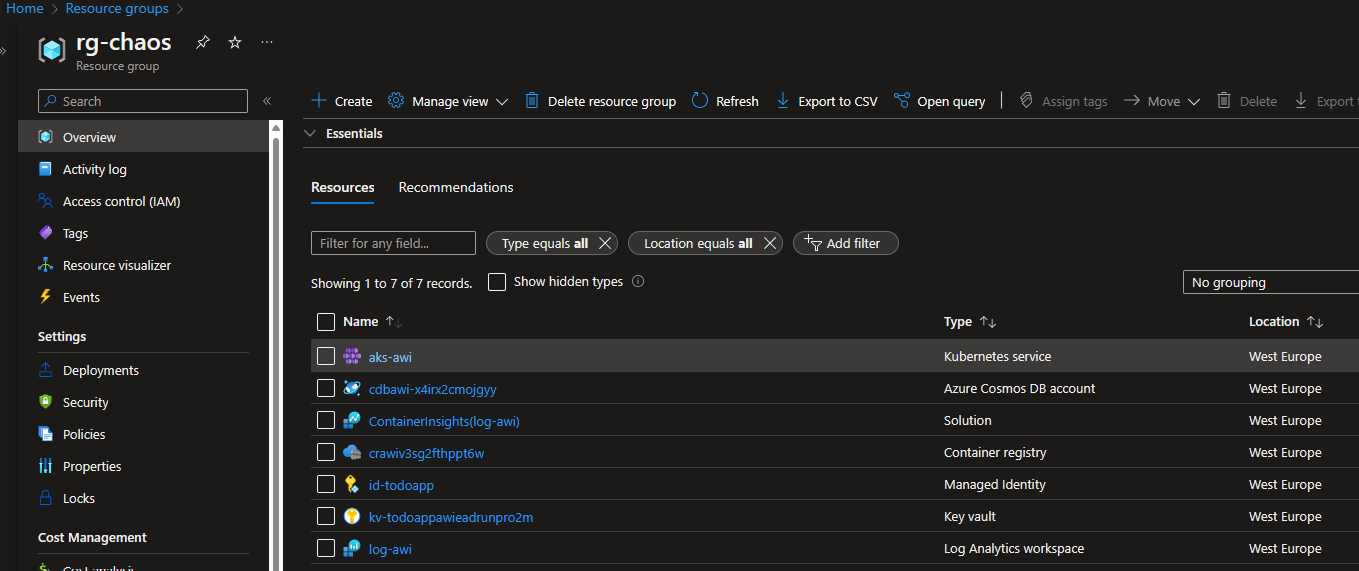 Home > Resource groups >
rg-chaos
Resource group
Search
Create Manage view Delete resource group Refresh Export to CSV Open query Assign tags Move Delete Export
Essentials
Overview
Activity log
Access control (IAM)
Tags
Resource visualizer
Events
Settings
Deployments
Security
Policies
Properties
Locks
Cost Management
Resources Recommendations
Filter for any field... Type equals all Location equals all Add filter
Showing 1 to 7 of 7 records. Show hidden types No grouping
Name Type Location
aks-awi Kubernetes service West Europe
cdbawi-x4irx2cmojgyy Azure Cosmos DB account West Europe
ContainerInsights(log-awi) Solution West Europe
crawiv3sg2fthppt6w Container registry West Europe
id-todoapp Managed Identity West Europe
kv-todoappawieadrunpro2m Key vault West Europe
log-awi Log Analytics workspace West Europe